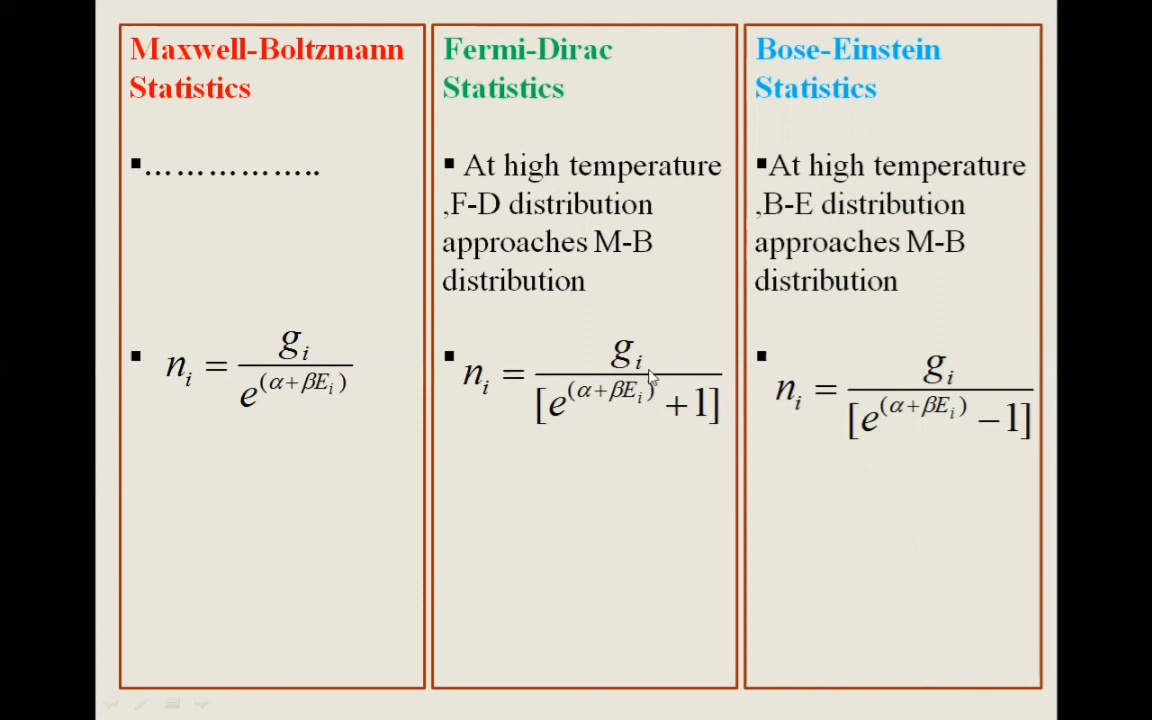 Maxwell-Boltzmann
Statistics
▪……………..
▪ n_i = g_i / e^(α+βE_i)
Fermi-Dirac
Statistics
▪ At high temperature
,F-D distribution
approaches M-B
distribution
▪ n_i = g_i / [e^(α+βE_i) + 1]
Bose-Einstein
Statistics
▪At high temperature
,B-E distribution
approaches M-B
distribution
▪ n_i = g_i / [e^(α+βE_i) − 1]